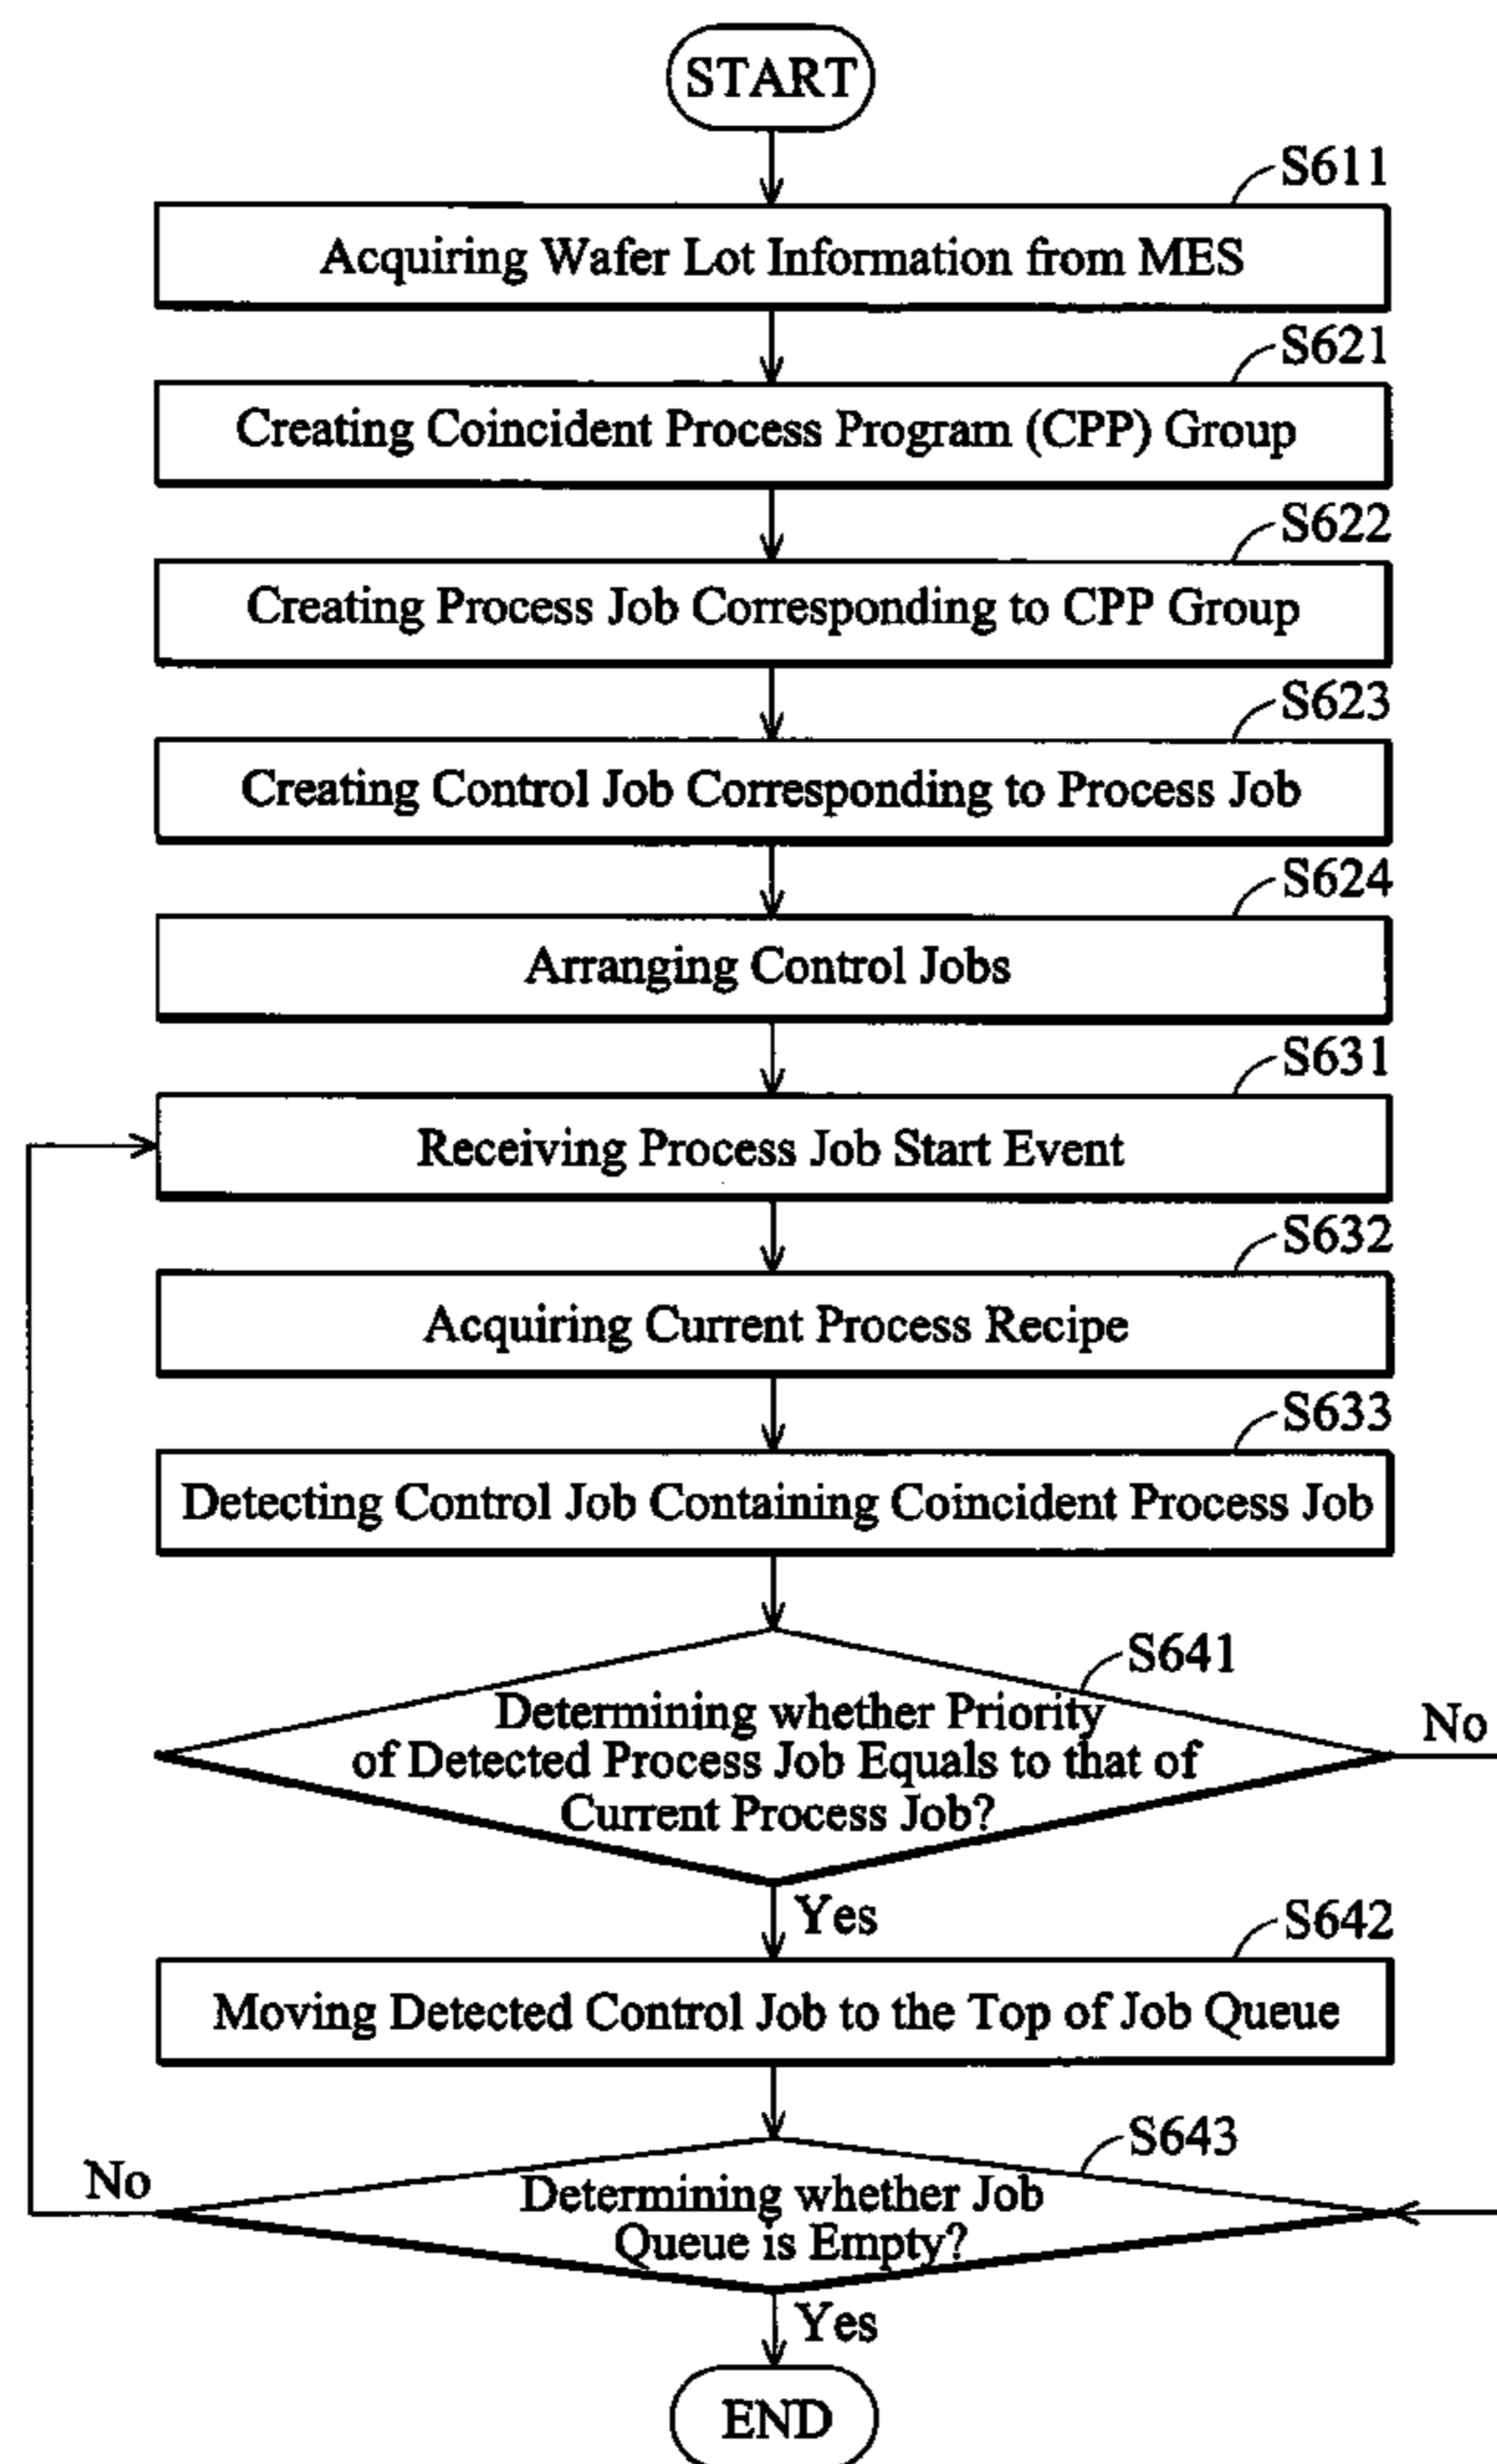 START
S611
Acquiring Wafer Lot Information from MES
S621
Creating Coincident Process Program (CPP) Group
S622
Creating Process Job Corresponding to CPP Group
S623
Creating Control Job Corresponding to Process Job
S624
Arranging Control Jobs
S631
Receiving Process Job Start Event
S632
Acquiring Current Process Recipe
S633
Detecting Control Job Containing Coincident Process Job
S641
Determining whether Priority
of Detected Process Job Equals to that of
Current Process Job?
No
Yes
S642
Moving Detected Control Job to the Top of Job Queue
S643
No
Determining whether Job
Queue is Empty?
Yes
END